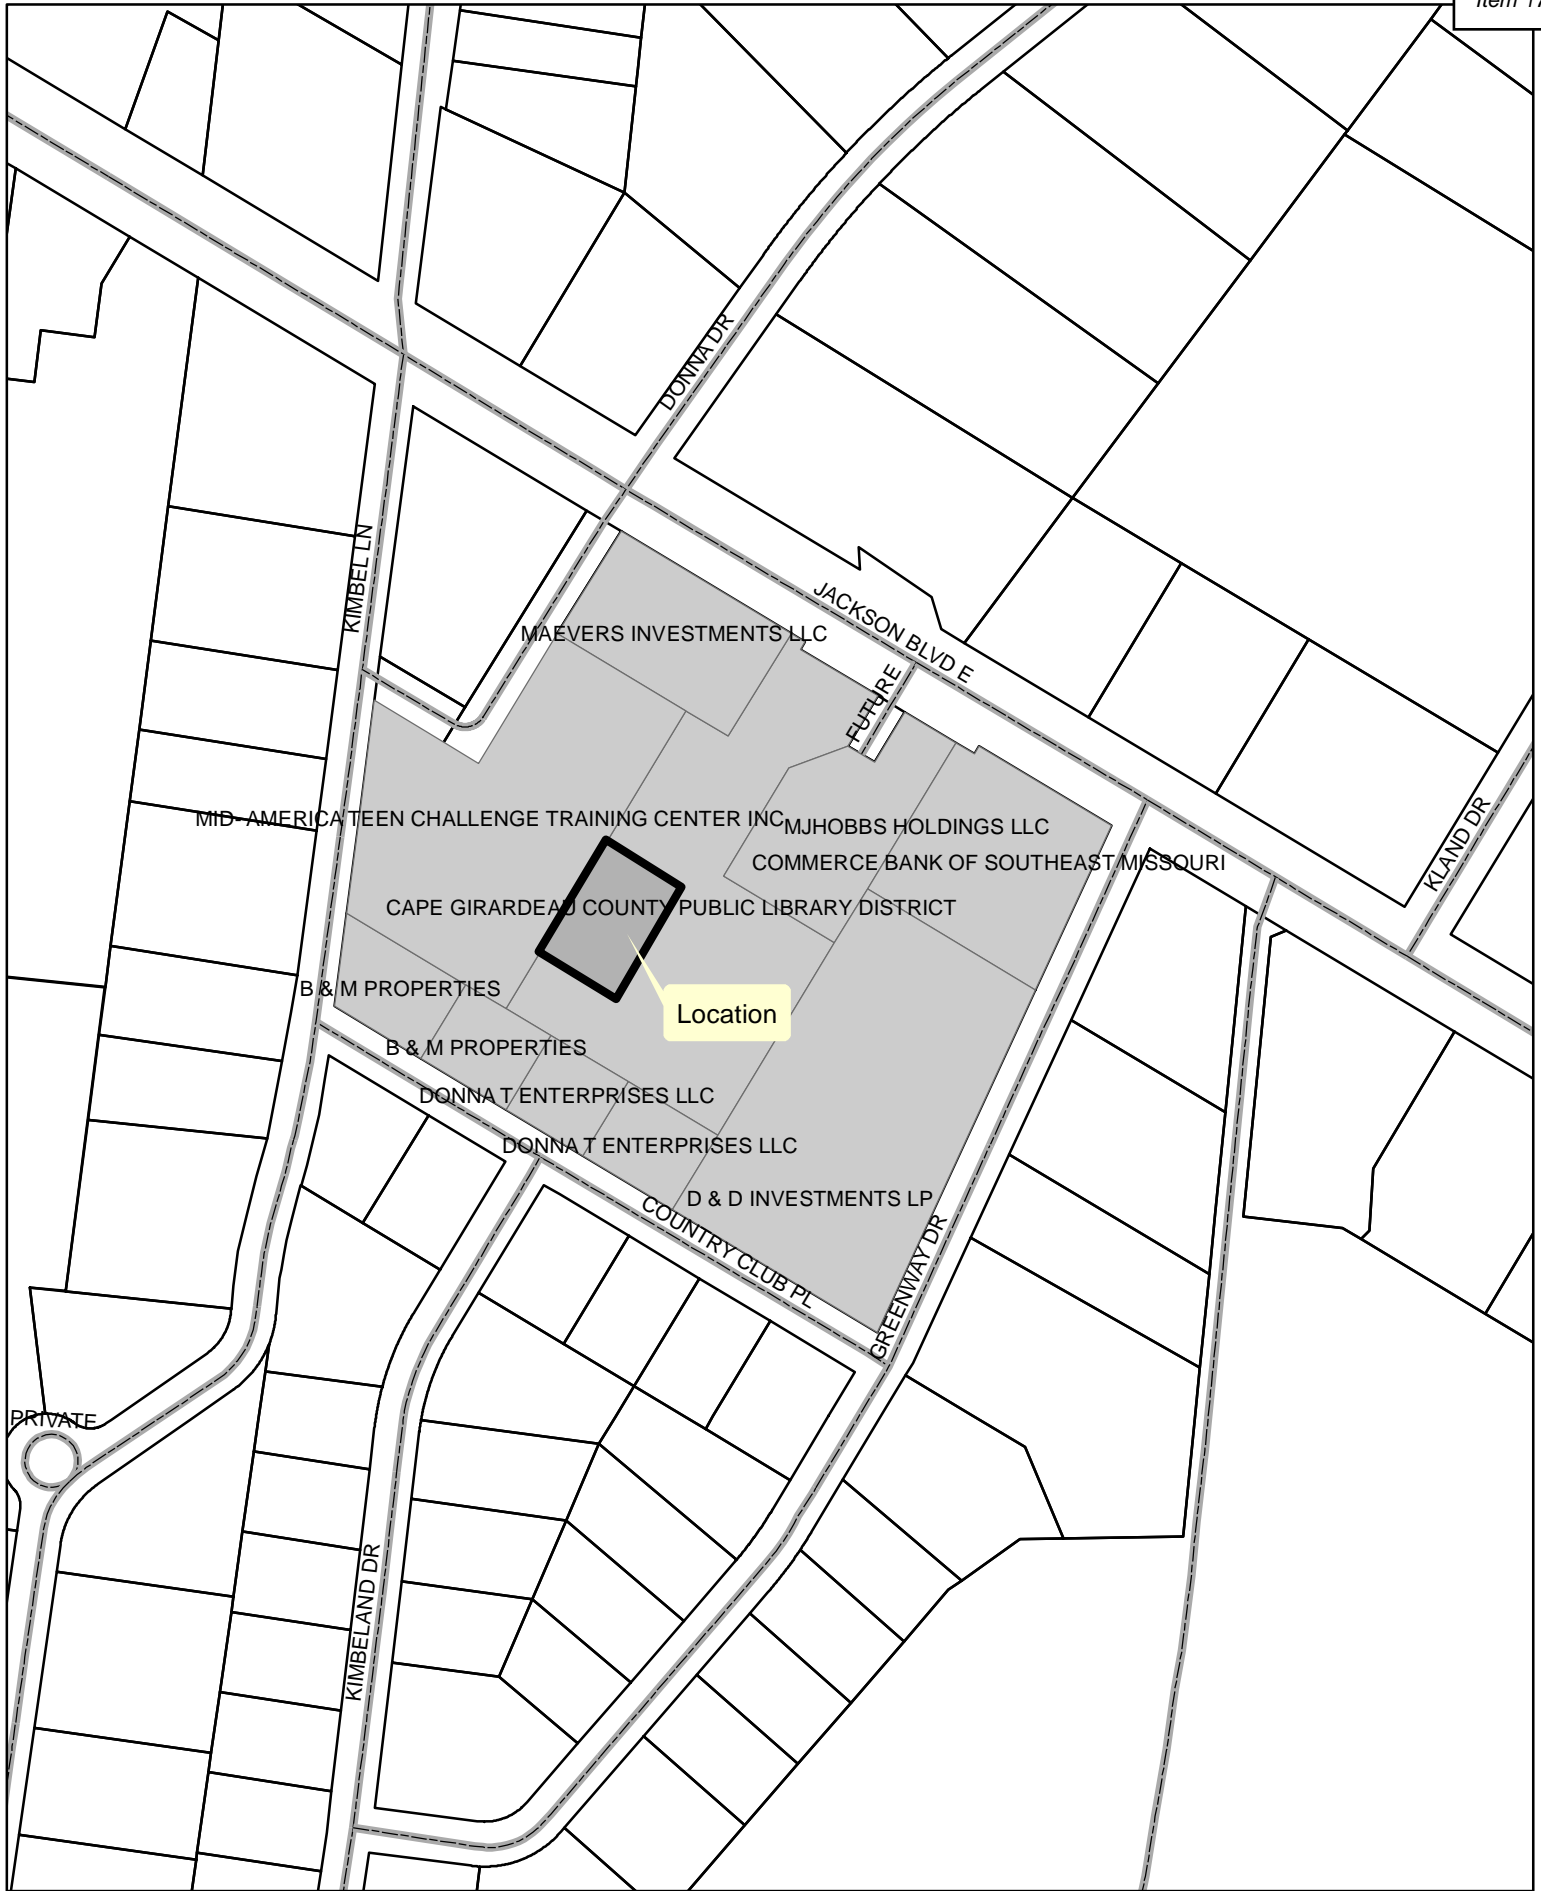 Item 17
DONNA DR
KIMBEL LN
JACKSON BLVD E
MAEVERS INVESTMENTS LLC
FUTURE
MID-AMERICA TEEN CHALLENGE TRAINING CENTER INC
MJHOBBS HOLDINGS LLC
KLAND DR
COMMERCE BANK OF SOUTHEAST MISSOURI
CAPE GIRARDEAU COUNTY PUBLIC LIBRARY DISTRICT
B & M PROPERTIES
Location
B & M PROPERTIES
DONNA T ENTERPRISES LLC
DONNA T ENTERPRISES LLC
D & D INVESTMENTS LP
COUNTRY CLUB PL
GREENWAY DR
PRIVATE
KIMBELAND DR